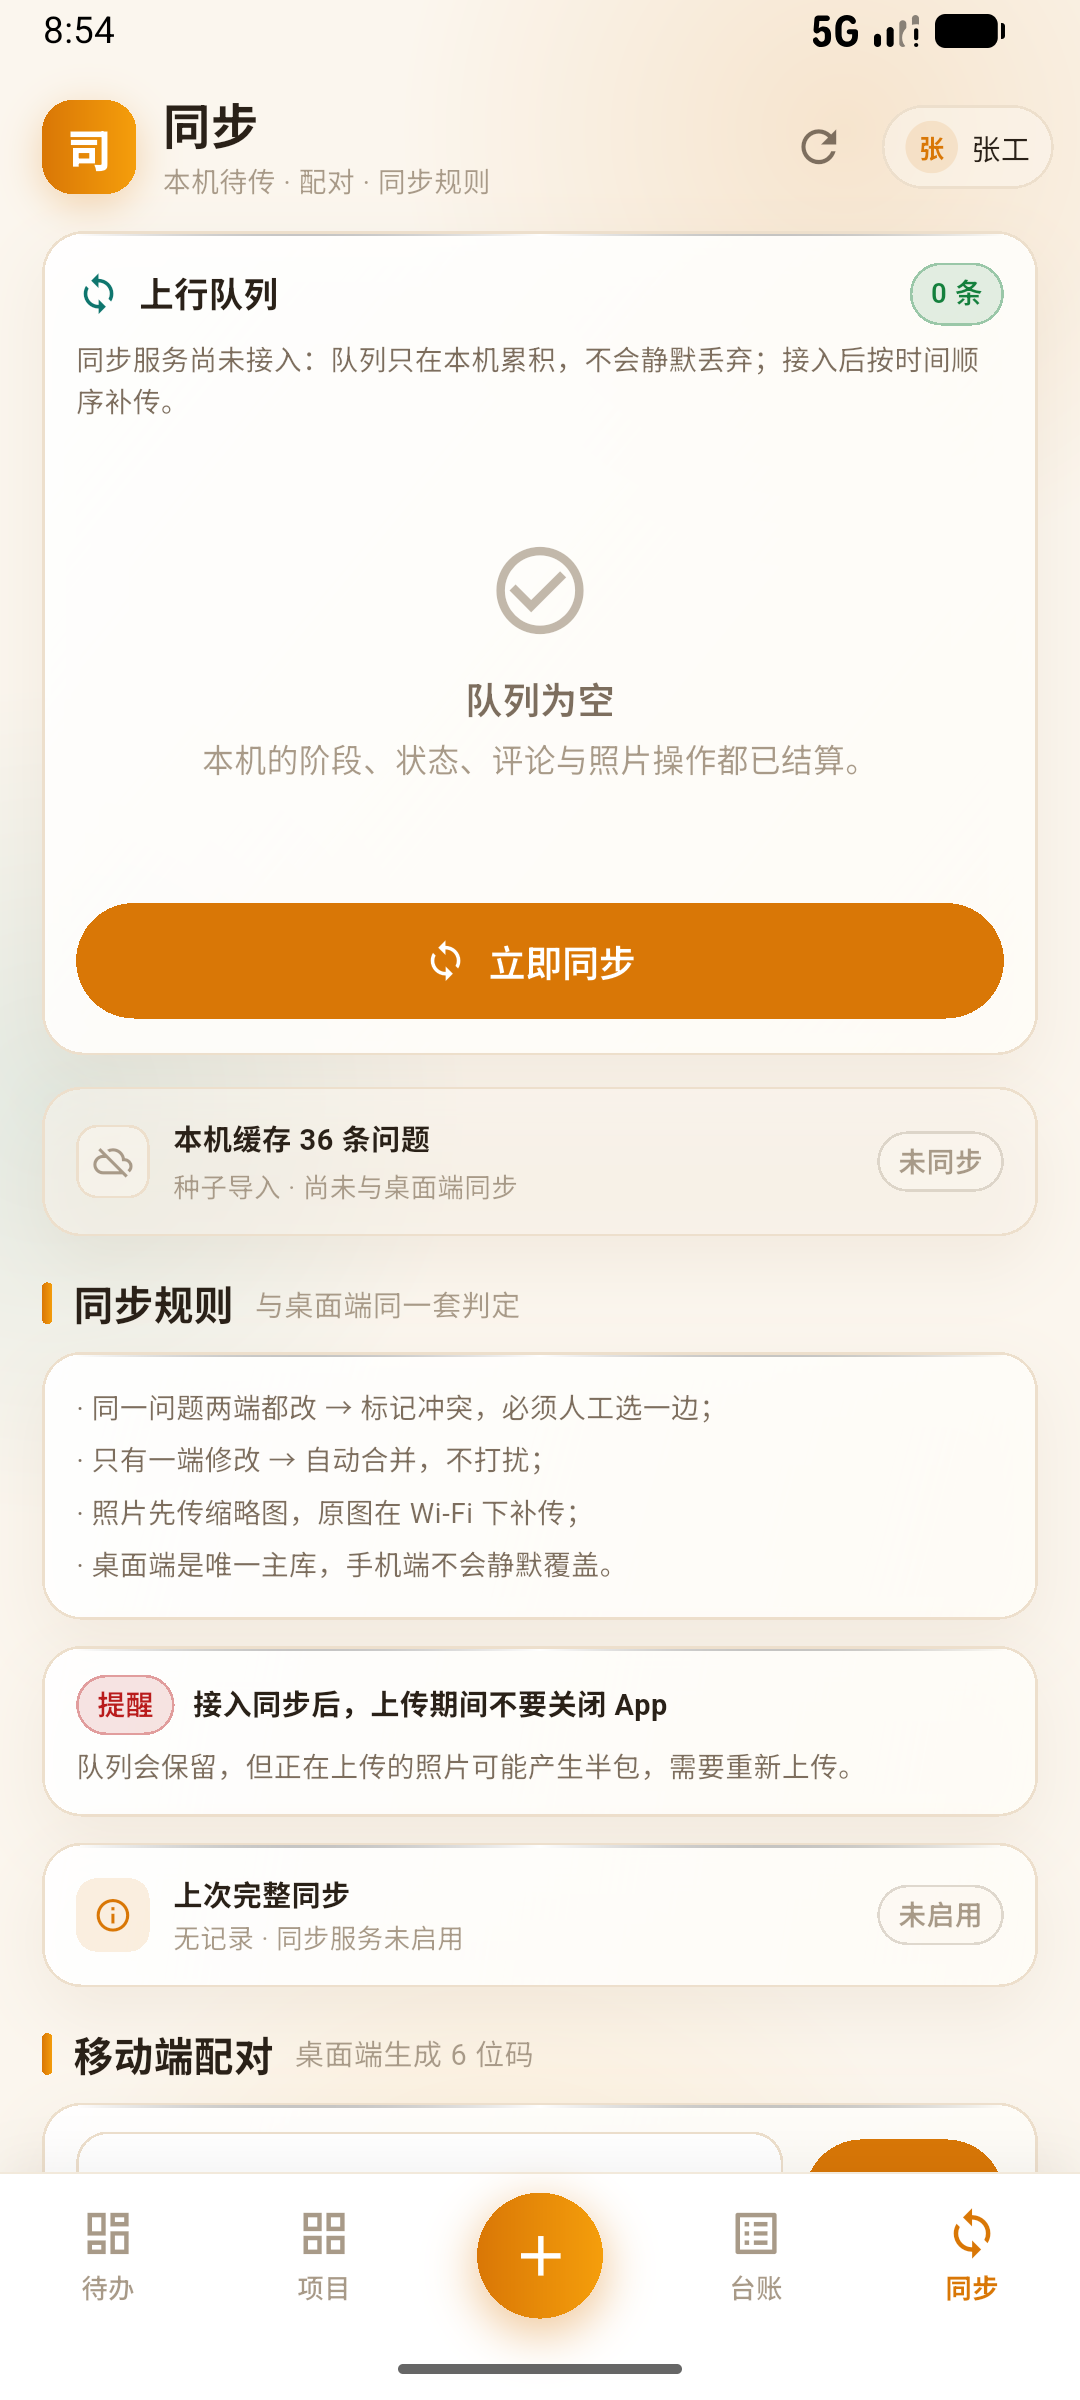 8:54
5G
司
同步
本机待传 · 配对 · 同步规则
张 张工
上行队列
0 条
同步服务尚未接入：队列只在本机累积，不会静默丢弃；接入后按时间顺
序补传。
队列为空
本机的阶段、状态、评论与照片操作都已结算。
立即同步
本机缓存 36 条问题
种子导入 · 尚未与桌面端同步
未同步
同步规则 与桌面端同一套判定
· 同一问题两端都改 → 标记冲突，必须人工选一边；
· 只有一端修改 → 自动合并，不打扰；
· 照片先传缩略图，原图在 Wi-Fi 下补传；
· 桌面端是唯一主库，手机端不会静默覆盖。
提醒 接入同步后，上传期间不要关闭 App
队列会保留，但正在上传的照片可能产生半包，需要重新上传。
上次完整同步
无记录 · 同步服务未启用
未启用
移动端配对 桌面端生成 6 位码
待办
项目
台账
同步